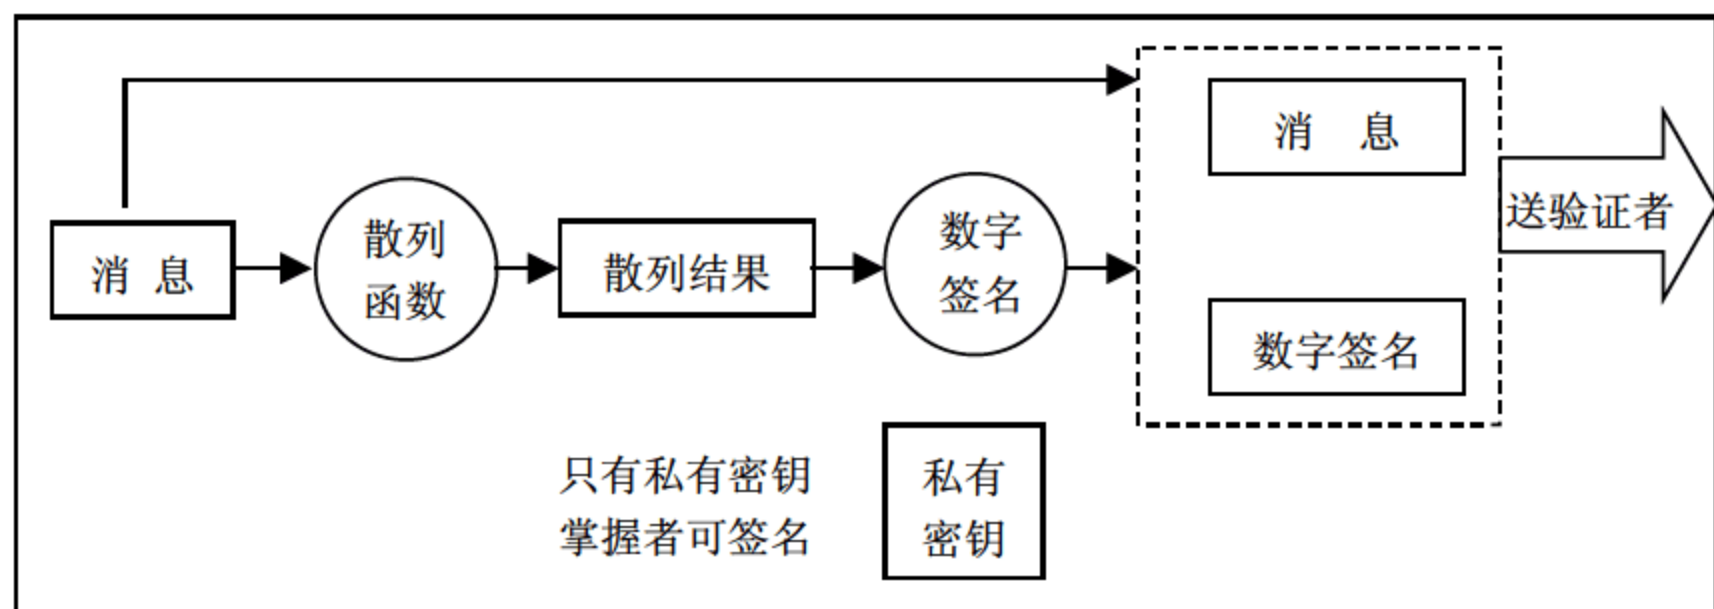 消 息
散列
函数
散列结果
数字
签名
消 息
数字签名
送验证者
只有私有密钥
掌握者可签名
私有
密钥